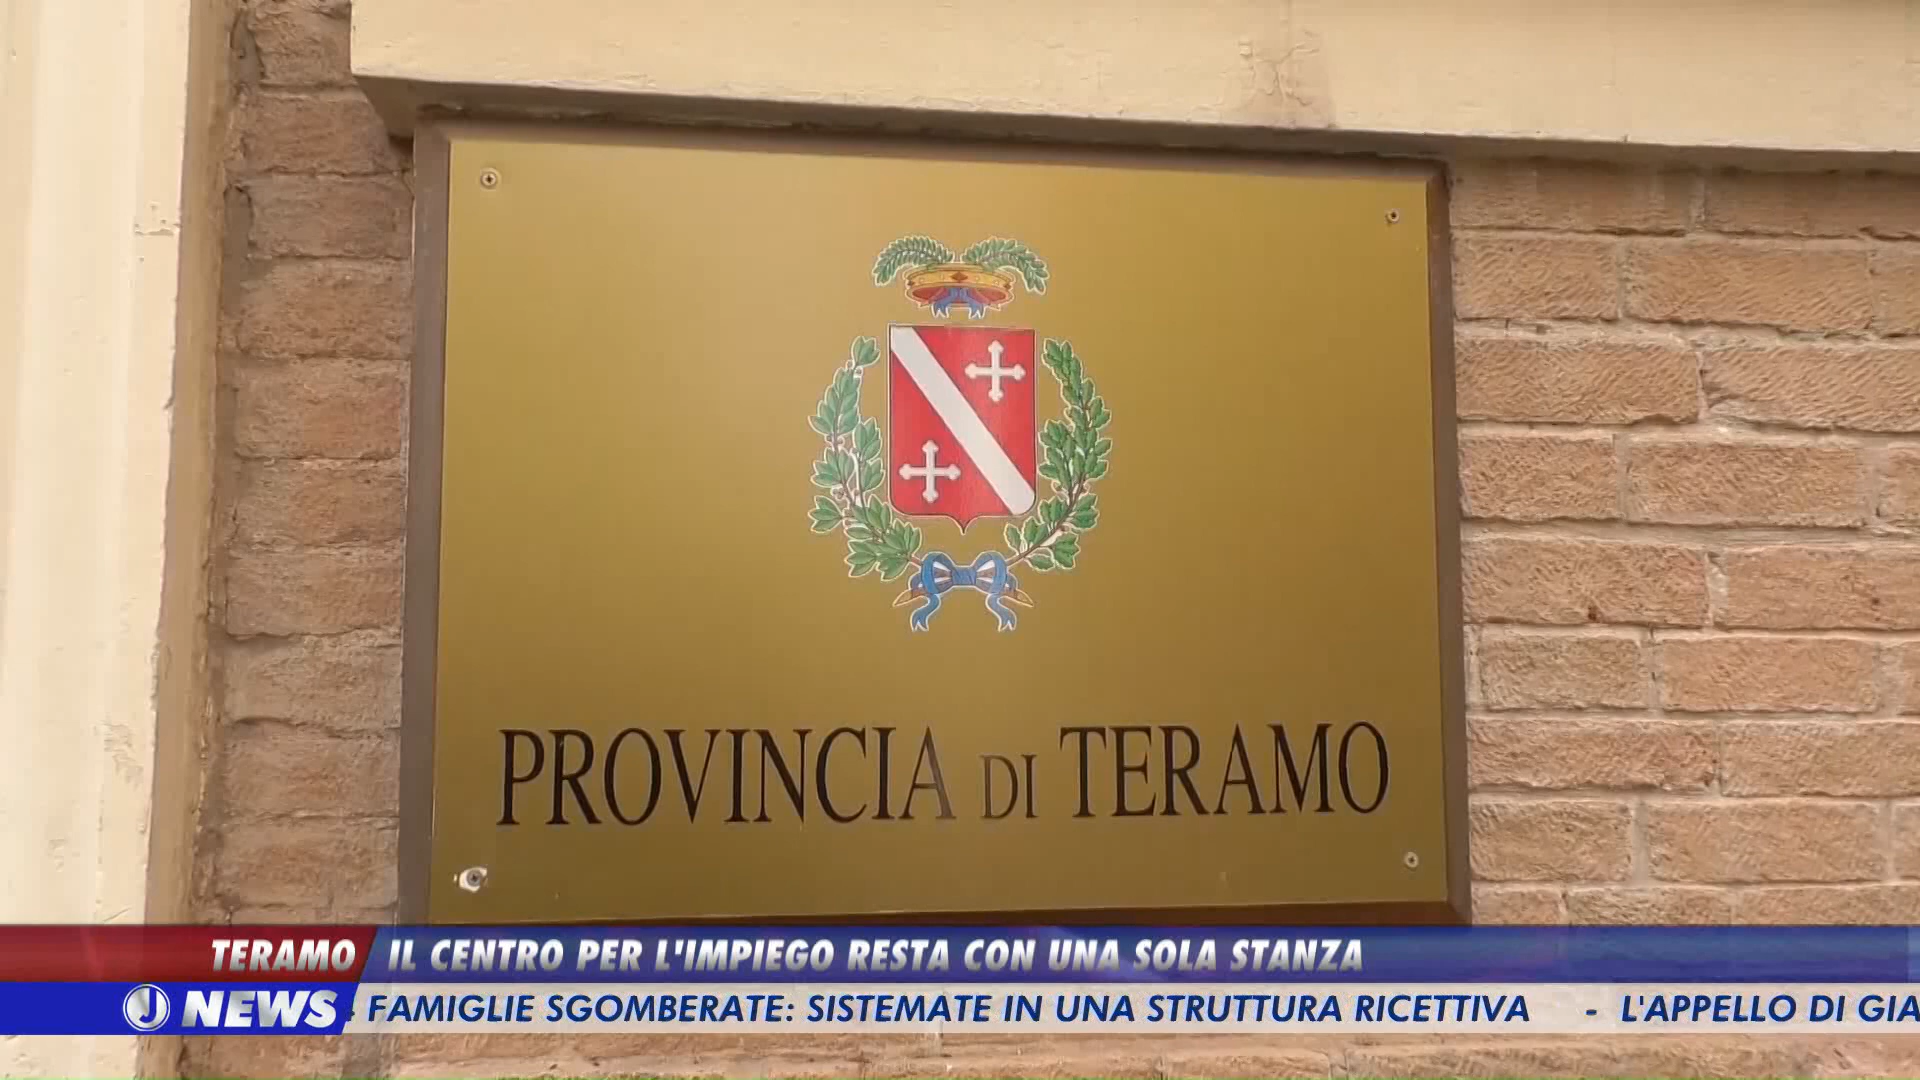 PROVINCIA DI TERAMO
TERAMO IL CENTRO PER L'IMPIEGO RESTA CON UNA SOLA STANZA
J NEWS FAMIGLIE SGOMBERATE: SISTEMATE IN UNA STRUTTURA RICETTIVA - L'APPELLO DI GIA